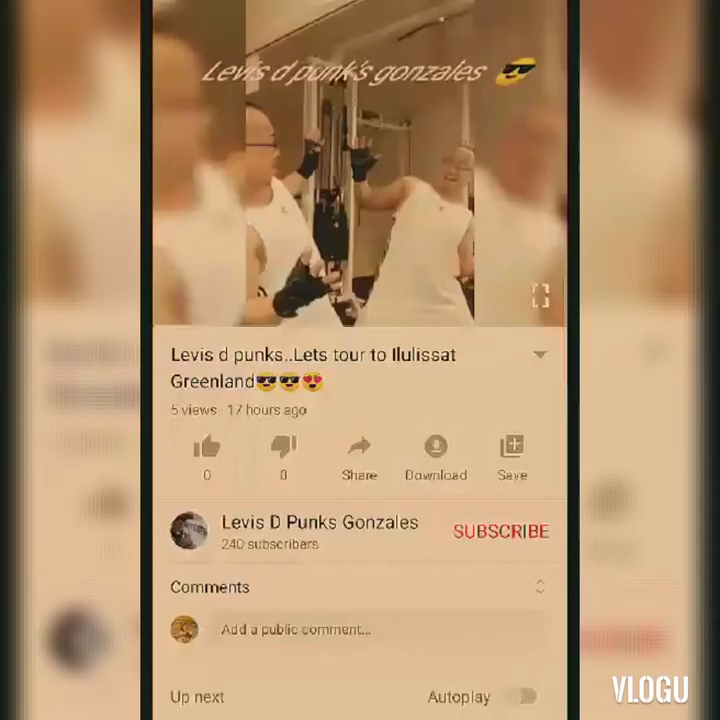 Levis d punk's gonzales 😎
Levis d punks..Lets tour to Ilulissat
Greenland😎😎😍
5 views · 17 hours ago
0
0
Share
Download
Save
Levis D Punks Gonzales
240 subscribers
SUBSCRIBE
Comments
Add a public comment...
Up next
Autoplay
VLOGU